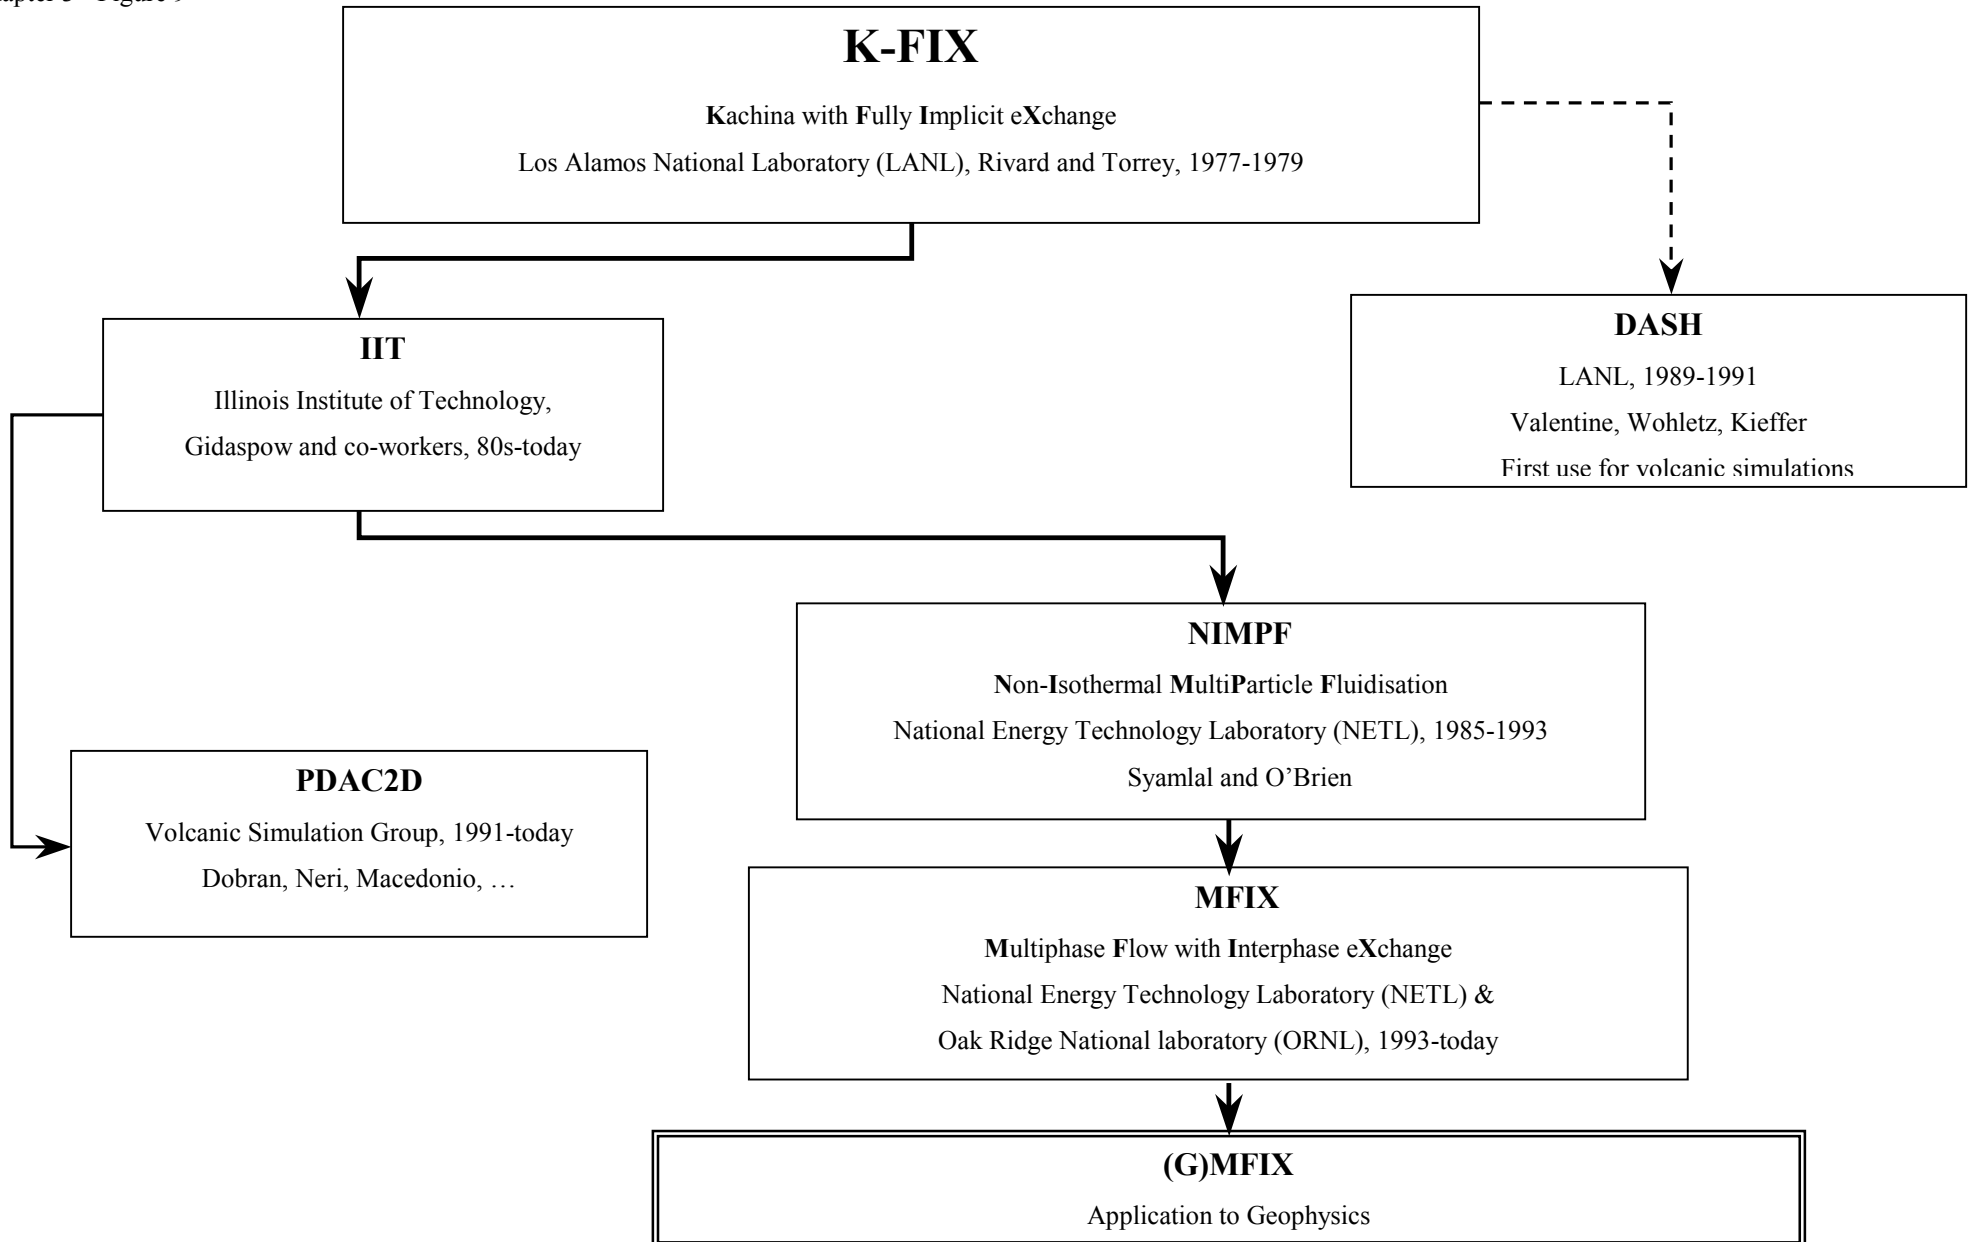 Chapter 3 - Figure 9
K-FIX
Kachina with Fully Implicit eXchange
Los Alamos National Laboratory (LANL), Rivard and Torrey, 1977-1979
IIT
Illinois Institute of Technology,
Gidaspow and co-workers, 80s-today
DASH
LANL, 1989-1991
Valentine, Wohletz, Kieffer
First use for volcanic simulations
NIMPF
Non-Isothermal MultiParticle Fluidisation
National Energy Technology Laboratory (NETL), 1985-1993
Syamlal and O’Brien
PDAC2D
Volcanic Simulation Group, 1991-today
Dobran, Neri, Macedonio, …
MFIX
Multiphase Flow with Interphase eXchange
National Energy Technology Laboratory (NETL) &
Oak Ridge National laboratory (ORNL), 1993-today
(G)MFIX
Application to Geophysics